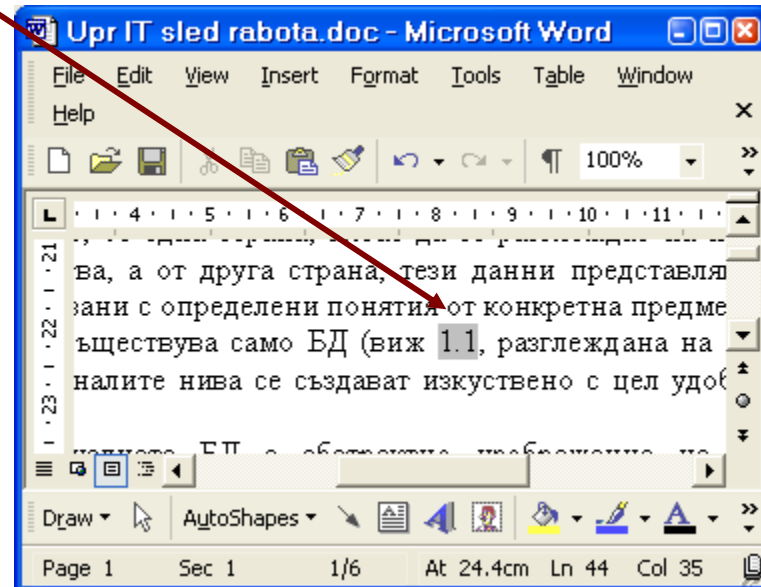 Upr IT sled rabota.doc - Microsoft Word
File Edit View Insert Format Tools Table Window
Help
100%
4 5 6 7 8 9 10 11
21
22
23
ва, а от друга страна, тези данни представля
зани с определени понятия от конкретна предме
ъществува само БД (виж 1.1, разглеждана на
налите нива се създават изкуствено с цел удоб
БД
Draw AutoShapes
Page 1 Sec 1 1/6 At 24.4cm Ln 44 Col 35